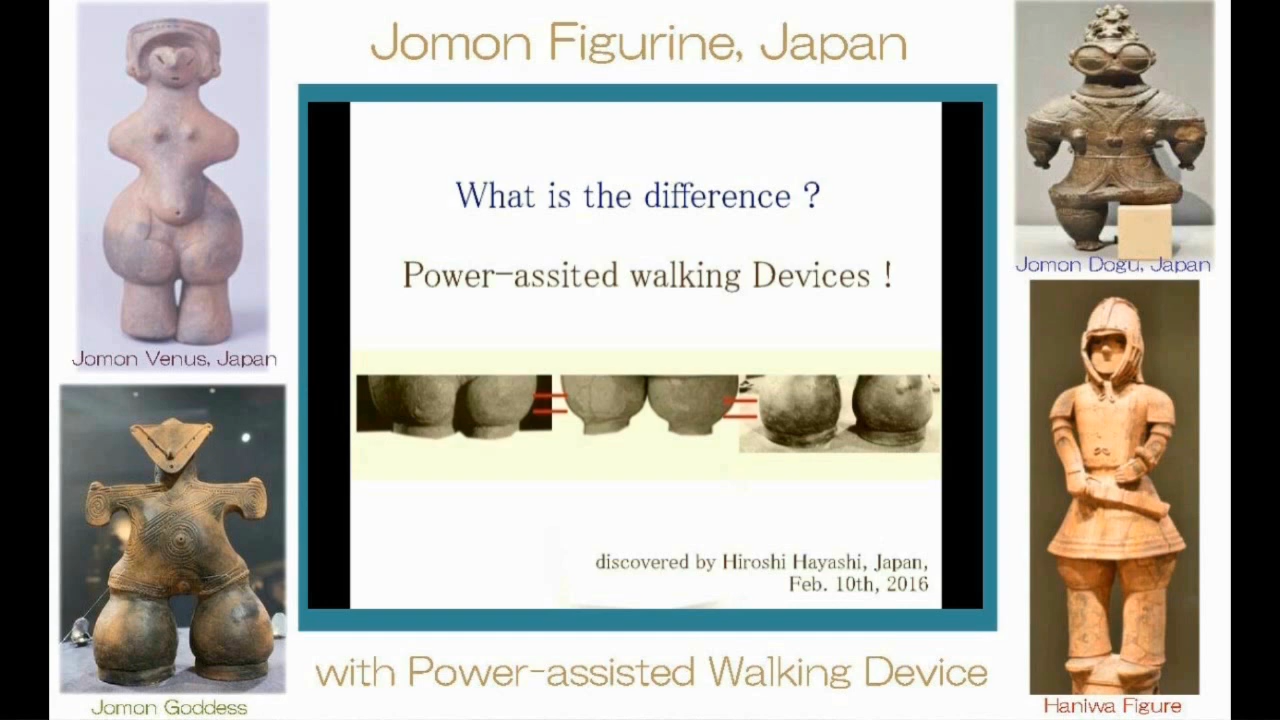 Jomon Figurine, Japan
What is the difference ?
Power-assited walking Devices !
discovered by Hiroshi Hayashi, Japan,
Feb. 10th, 2016
with Power-assisted Walking Device
Jomon Venus, Japan
Jomon Goddess
Jomon Dogu, Japan
Haniwa Figure